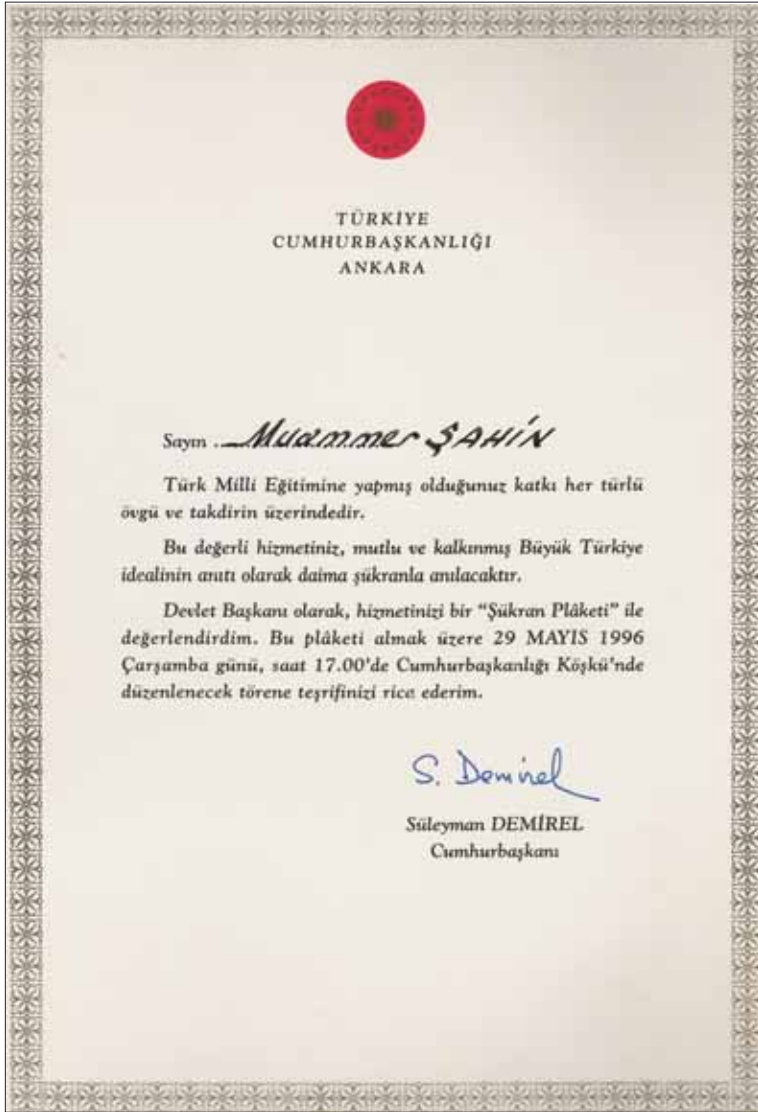 TÜRKİYE
CUMHURBAŞKANLIĞI
ANKARA
Sayın .. Muammer ŞAHİN
Türk Milli Eğitimine yapmış olduğunuz katkı her türlü
övgü ve takdirin üzerindedir.
Bu değerli hizmetiniz, mutlu ve kalkınmış Büyük Türkiye
idealinin anıtı olarak daima şükranla anılacaktır.
Devlet Başkanı olarak, hizmetinizi bir “Şükran Plâketi” ile
değerlendirdim. Bu plâketi almak üzere 29 MAYIS 1996
Çarşamba günü, saat 17.00’de Cumhurbaşkanlığı Köşkü’nde
düzenlenecek törene teşrifinizi rica ederim.
S. Demirel
Süleyman DEMİREL
Cumhurbaşkanı